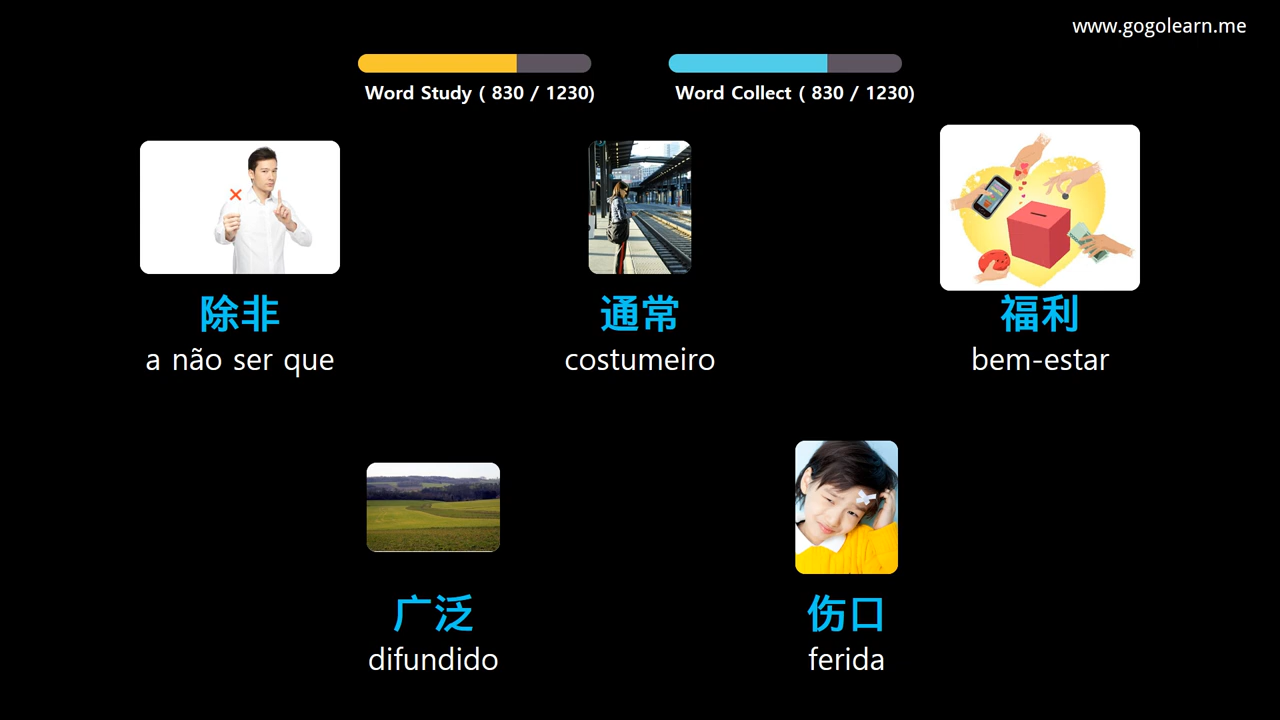 www.gogolearn.me
Word Study ( 830 / 1230)
Word Collect ( 830 / 1230)
除非
a não ser que
通常
costumeiro
福利
bem-estar
广泛
difundido
伤口
ferida